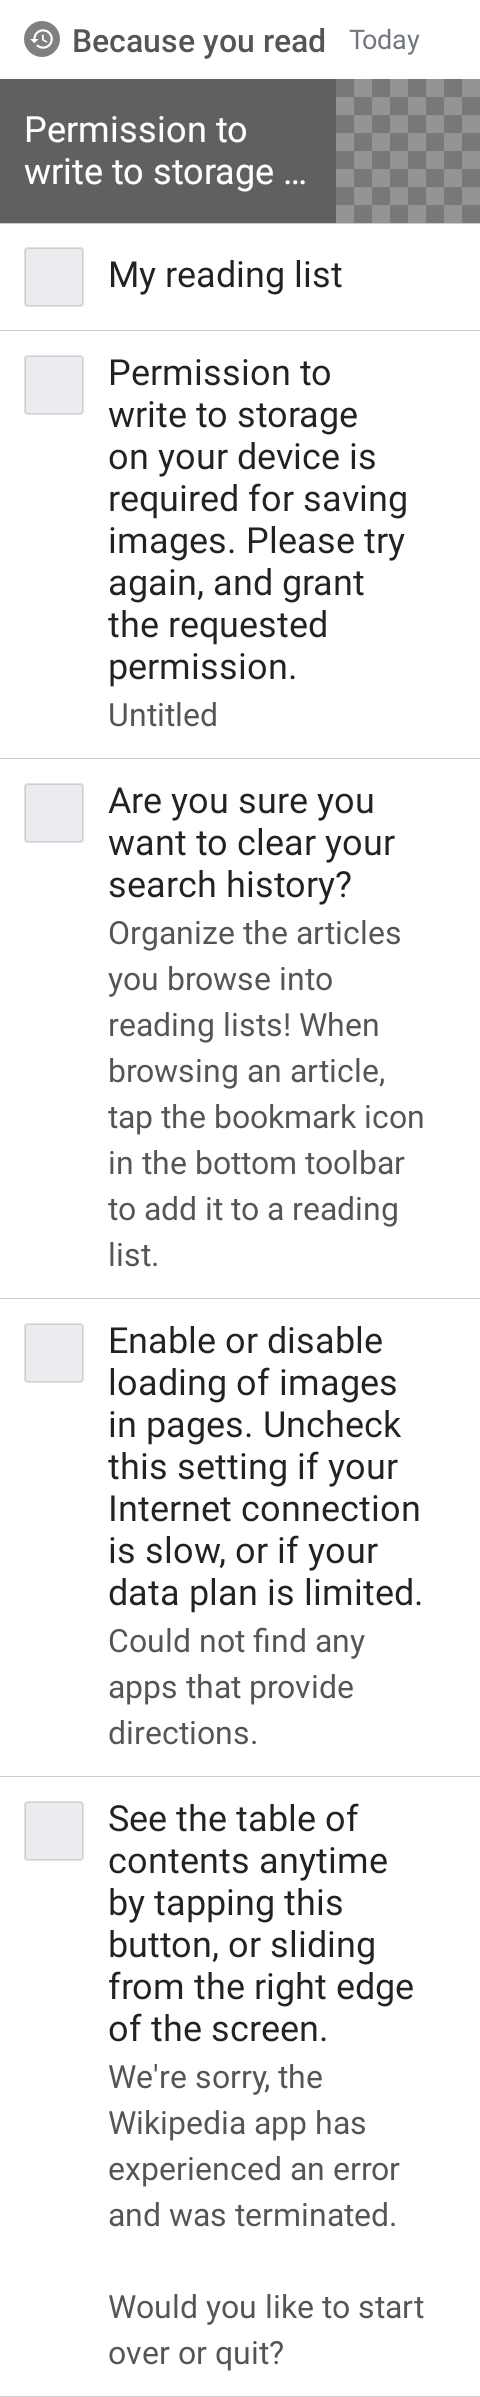 Because you read Today
Permission to
write to storage ...
My reading list
Permission to
write to storage
on your device is
required for saving
images. Please try
again, and grant
the requested
permission.
Untitled
Are you sure you
want to clear your
search history?
Organize the articles
you browse into
reading lists! When
browsing an article,
tap the bookmark icon
in the bottom toolbar
to add it to a reading
list.
Enable or disable
loading of images
in pages. Uncheck
this setting if your
Internet connection
is slow, or if your
data plan is limited.
Could not find any
apps that provide
directions.
See the table of
contents anytime
by tapping this
button, or sliding
from the right edge
of the screen.
We're sorry, the
Wikipedia app has
experienced an error
and was terminated.
Would you like to start
over or quit?